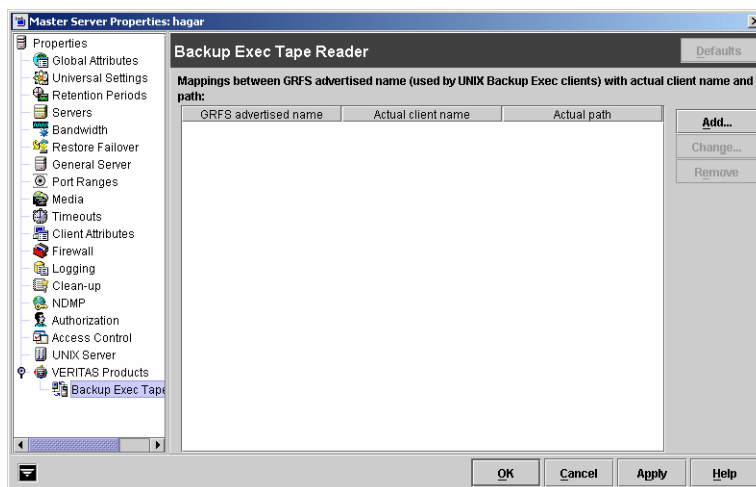 Master Server Properties: hagar
Properties
Global Attributes
Universal Settings
Retention Periods
Servers
Bandwidth
Restore Failover
General Server
Port Ranges
Media
Timeouts
Client Attributes
Firewall
Logging
Clean-up
NDMP
Authorization
Access Control
UNIX Server
VERITAS Products
Backup Exec Tape
Backup Exec Tape Reader
Defaults
Mappings between GRFS advertised name (used by UNIX Backup Exec clients) with actual client name and
path:
GRFS advertised name Actual client name Actual path
Add...
Change...
Remove
OK Cancel Apply Help